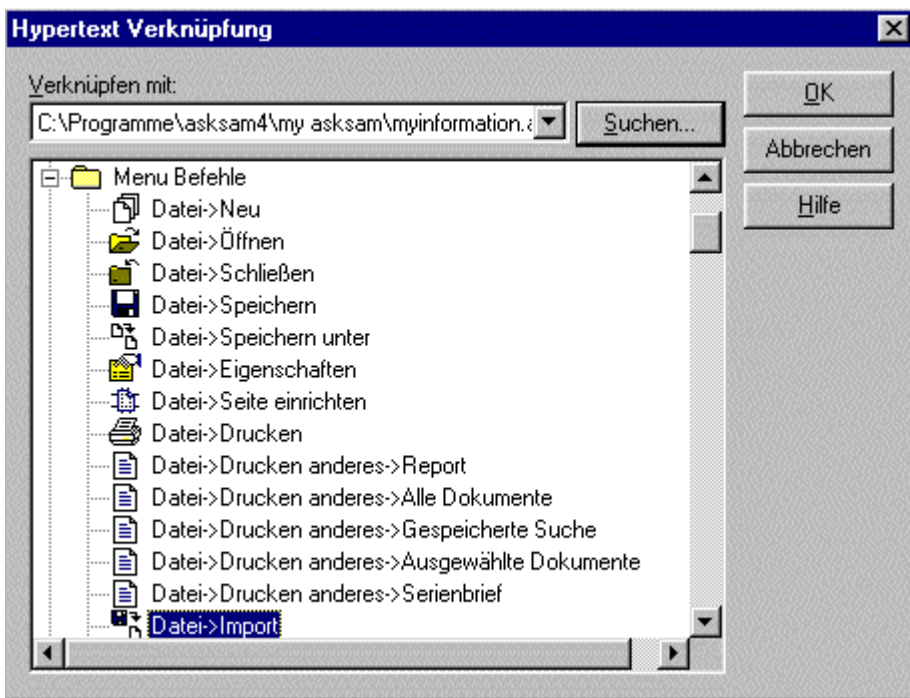 Hypertext Verknüpfung
Verknüpfen mit:
C:\Programme\asksam4\my asksam\myinformation.a
Suchen...
OK
Abbrechen
Hilfe
Menu Befehle
Datei->Neu
Datei->Öffnen
Datei->Schließen
Datei->Speichern
Datei->Speichern unter
Datei->Eigenschaften
Datei->Seite einrichten
Datei->Drucken
Datei->Drucken anderes->Report
Datei->Drucken anderes->Alle Dokumente
Datei->Drucken anderes->Gespeicherte Suche
Datei->Drucken anderes->Ausgewählte Dokumente
Datei->Drucken anderes->Serienbrief
Datei->Import